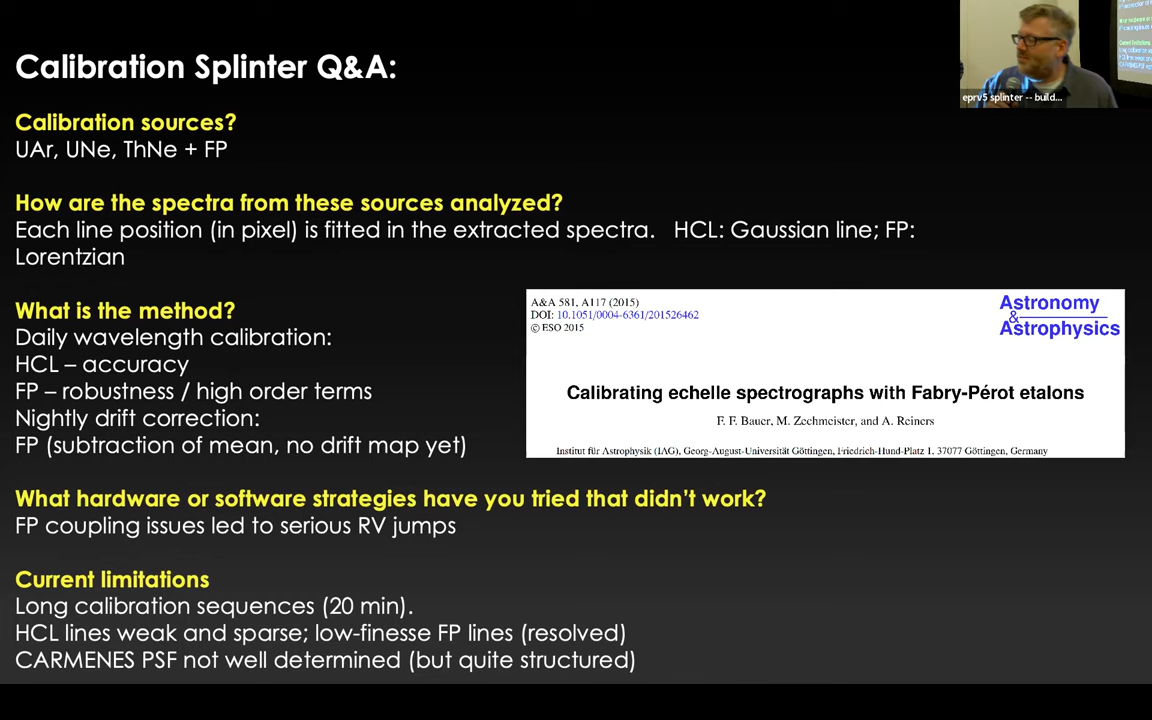 Calibration Splinter Q&A:
Calibration sources?
UAr, UNe, ThNe + FP
How are the spectra from these sources analyzed?
Each line position (in pixel) is fitted in the extracted spectra.   HCL: Gaussian line; FP:
Lorentzian
What is the method?
Daily wavelength calibration:
HCL – accuracy
FP – robustness / high order terms
Nightly drift correction:
FP (subtraction of mean, no drift map yet)
A&A 581, A117 (2015)
DOI: 10.1051/0004-6361/201526462
© ESO 2015
Astronomy
&
Astrophysics
Calibrating echelle spectrographs with Fabry-Pérot etalons
F. F. Bauer, M. Zechmeister, and A. Reiners
Institut für Astrophysik (IAG), Georg-August-Universität Göttingen, Friedrich-Hund-Platz 1, 37077 Göttingen, Germany
What hardware or software strategies have you tried that didn't work?
FP coupling issues led to serious RV jumps
Current limitations
Long calibration sequences (20 min).
HCL lines weak and sparse; low-finesse FP lines (resolved)
CARMENES PSF not well determined (but quite structured)
eprv5 splinter -- build...